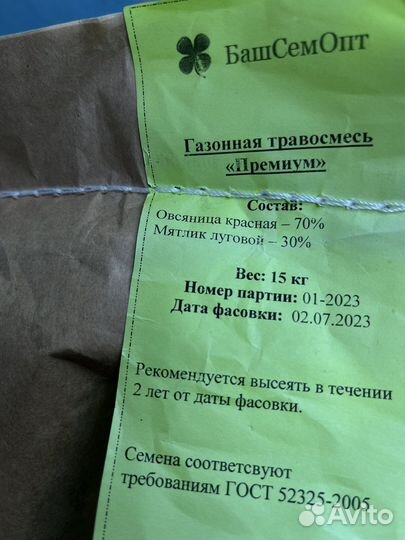 БашСемОпт
Газонная травосмесь
«Премиум»
Состав:
Овсяница красная – 70%
Мятлик луговой – 30%
Вес: 15 кг
Номер партии: 01-2023
Дата фасовки: 02.07.2023
Рекомендуется высеять в течении
2 лет от даты фасовки.
Семена соответсвуют
требованиям ГОСТ 52325-2005
Avito